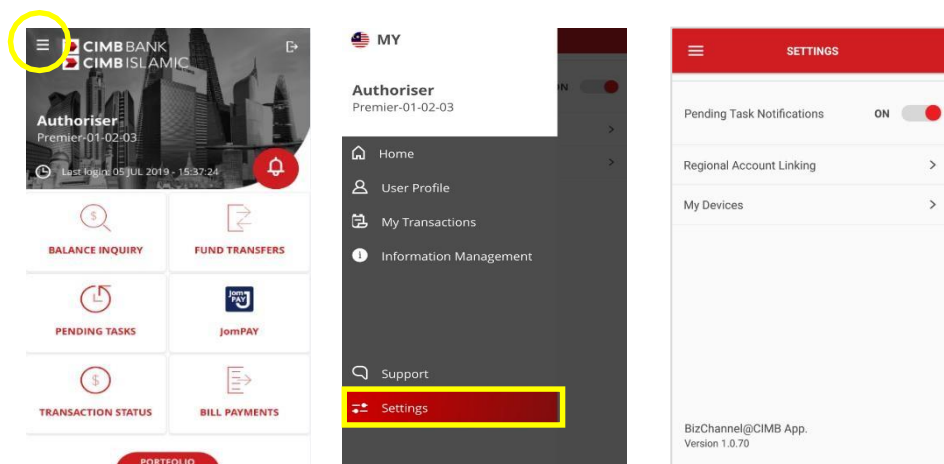 CIMB BANK
CIMB ISLAMIC
Authoriser
Premier-01-02-03
Last login: 05 JUL 2019 - 15:37:24
BALANCE INQUIRY
FUND TRANSFERS
PENDING TASKS
Jom
PAY
JomPAY
TRANSACTION STATUS
BILL PAYMENTS
PORTFOLIO
MY
Authoriser
Premier-01-02-03
Home
User Profile
My Transactions
Information Management
Support
Settings
SETTINGS
Pending Task Notifications ON
Regional Account Linking
My Devices
BizChannel@CIMB App.
Version 1.0.70